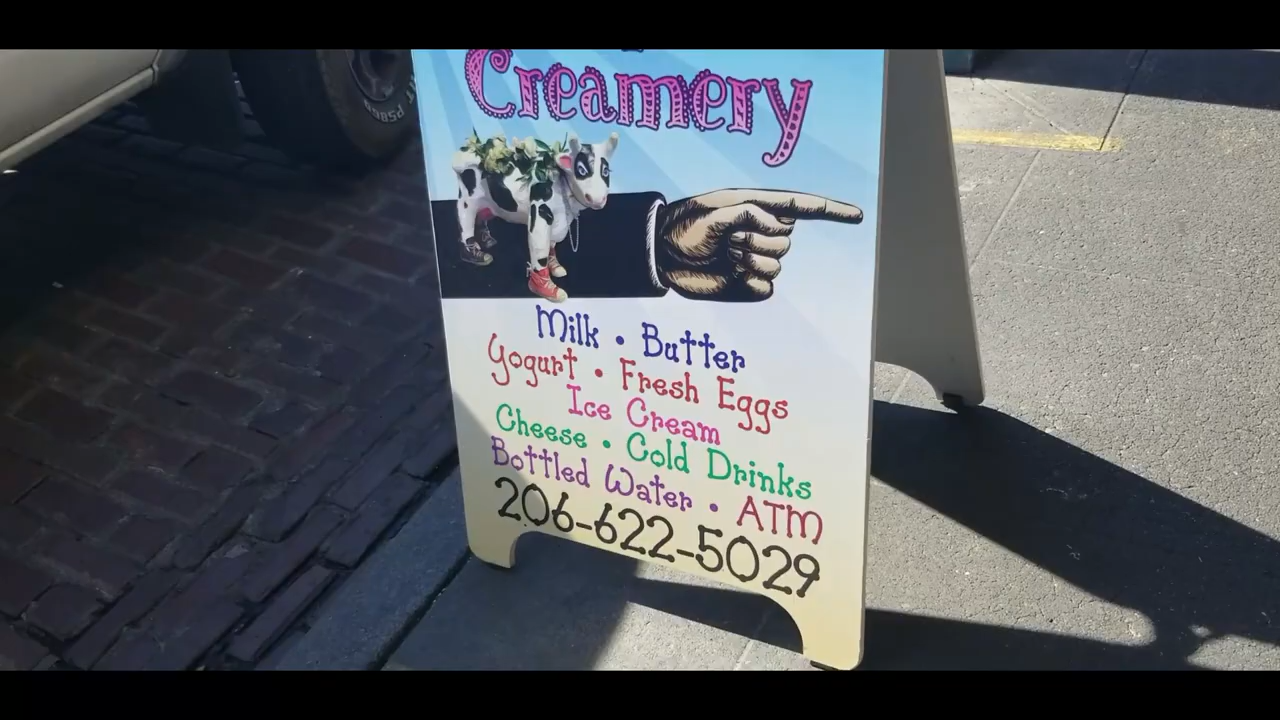 Creamery
Milk • Butter
Yogurt • Fresh Eggs
Ice Cream
Cheese • Cold Drinks
Bottled Water • ATM
206-622-5029